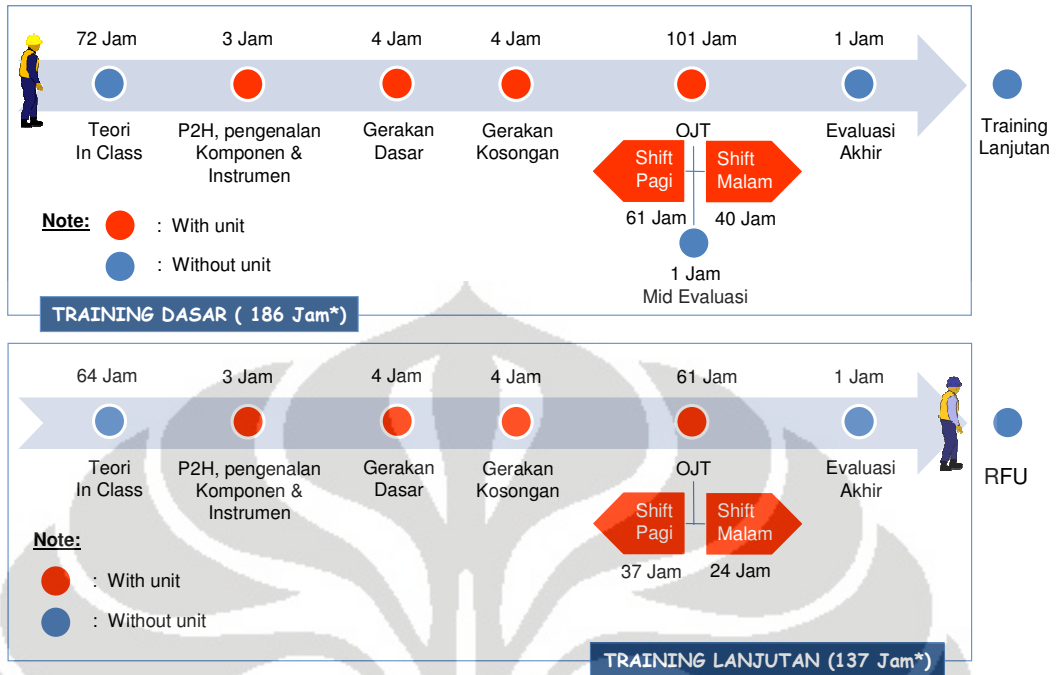 72 Jam
3 Jam
4 Jam
4 Jam
101 Jam
1 Jam
Teori
In Class
P2H, pengenalan
Komponen &
Instrumen
Gerakan
Dasar
Gerakan
Kosongan
OJT
Evaluasi
Akhir
Training
Lanjutan
Shift
Pagi
Shift
Malam
61 Jam
40 Jam
1 Jam
Mid Evaluasi
Note:
: With unit
: Without unit
TRAINING DASAR ( 186 Jam*)
64 Jam
3 Jam
4 Jam
4 Jam
61 Jam
1 Jam
Teori
In Class
P2H, pengenalan
Komponen &
Instrumen
Gerakan
Dasar
Gerakan
Kosongan
OJT
Evaluasi
Akhir
RFU
Shift
Pagi
Shift
Malam
37 Jam
24 Jam
Note:
: With unit
: Without unit
TRAINING LANJUTAN (137 Jam*)